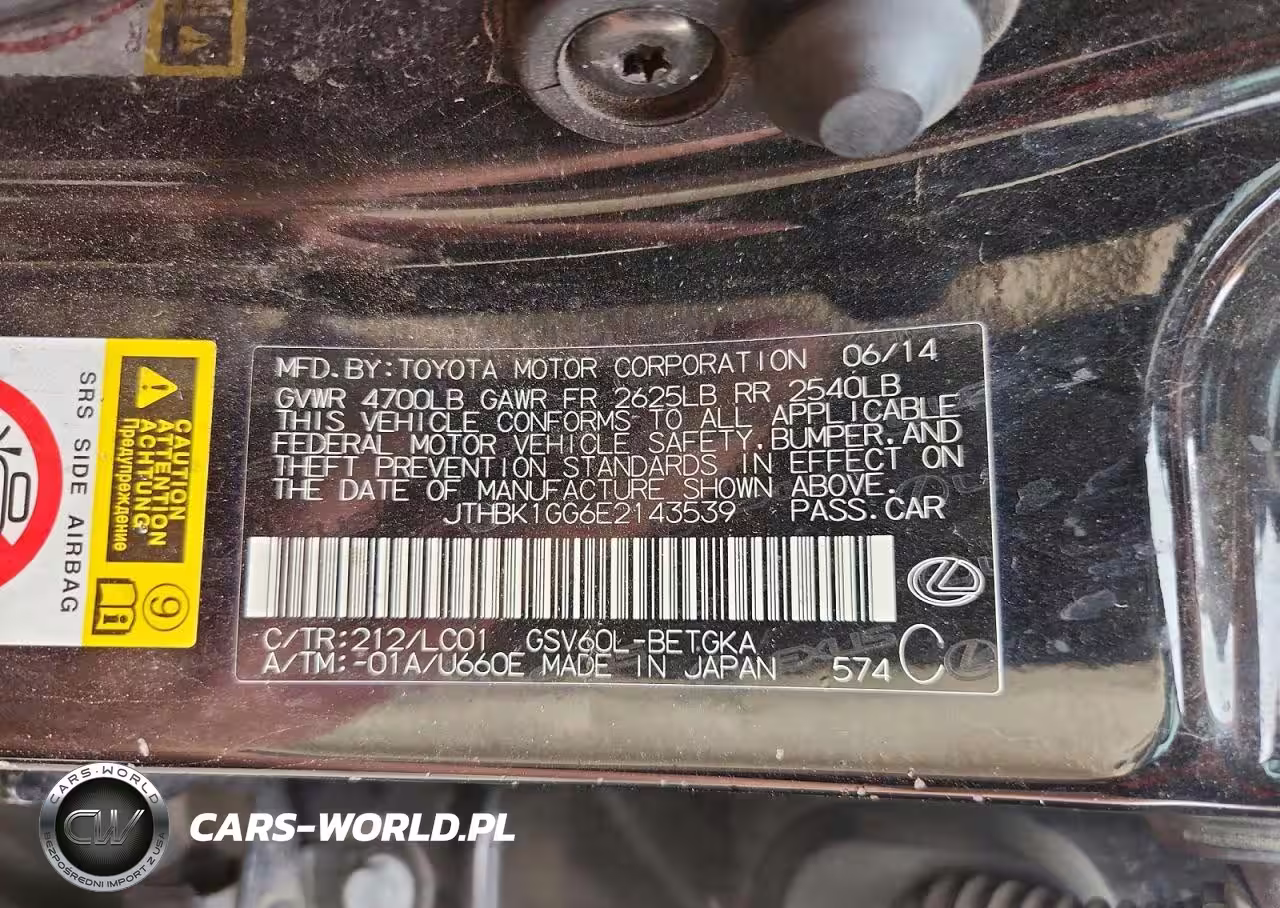 MFD. BY: TOYOTA MOTOR CORPORATION 06/14
GVWR 4700LB GAWR FR 2625LB RR 2540LB
THIS VEHICLE CONFORMS TO ALL APPLICABLE
FEDERAL MOTOR VEHICLE SAFETY, BUMPER, AND
THEFT PREVENTION STANDARDS IN EFFECT ON
THE DATE OF MANUFACTURE SHOWN ABOVE.
JTHBK1GG6E2143539 PASS. CAR
C/TR: 212/LC01 GSV60L-BETGKA
A/TM: -01A/U660E MADE IN JAPAN 574 C
CAUTION
ATTENTION
ACHTUNG
Предупреждение
SRS SIDE AIRBAG
9
CARS-WORLD
CW
BEZPOŚREDNI IMPORT Z USA
CARS-WORLD.PL